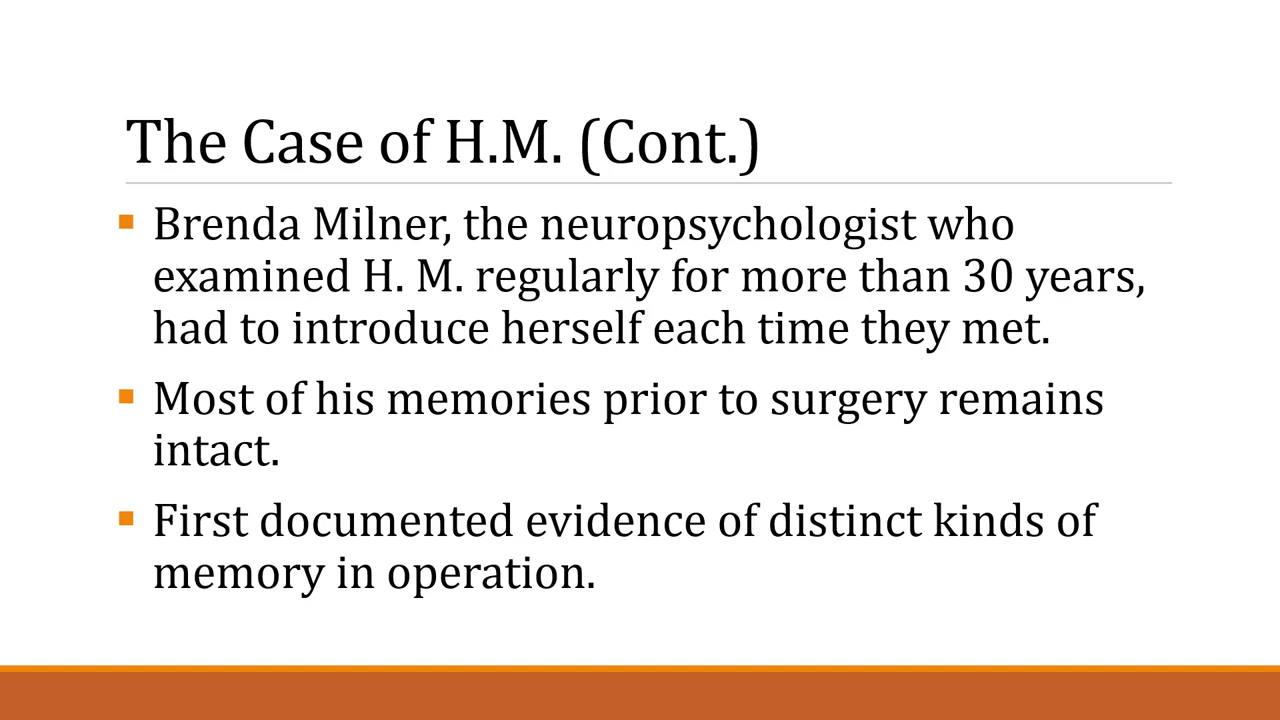 The Case of H.M. (Cont.)
Brenda Milner, the neuropsychologist who
examined H. M. regularly for more than 30 years,
had to introduce herself each time they met.
Most of his memories prior to surgery remains
intact.
First documented evidence of distinct kinds of
memory in operation.